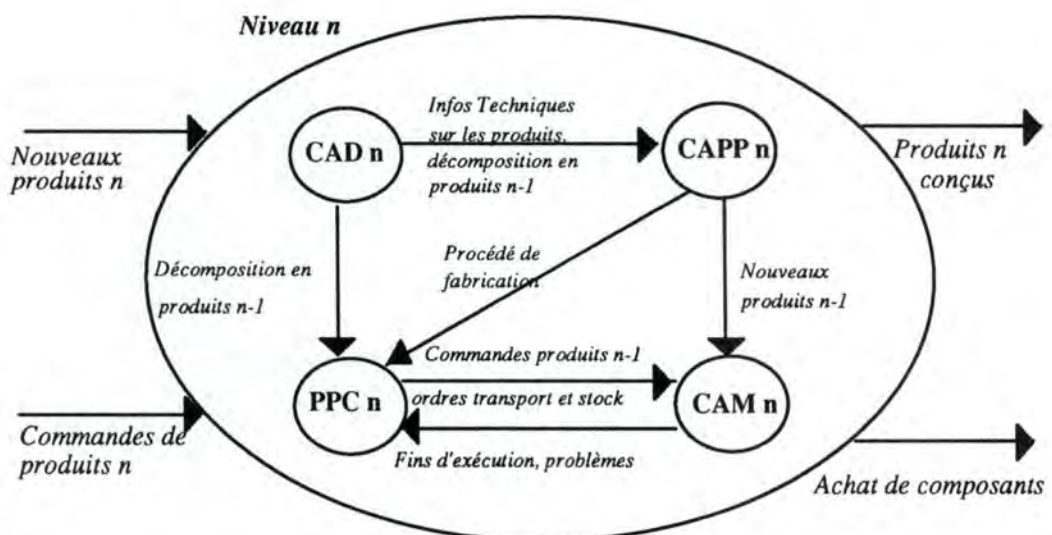 Niveau n
Nouveaux
produits n
CAD n
Infos Techniques
sur les produits,
décomposition en
produits n-1
CAPP n
Produits n
conçus
Décomposition en
produits n-1
Procédé de
fabrication
Nouveaux
produits n-1
Commandes de
produits n
PPC n
Commandes produits n-1
ordres transport et stock
CAM n
Fins d'exécution, problèmes
Achat de composants